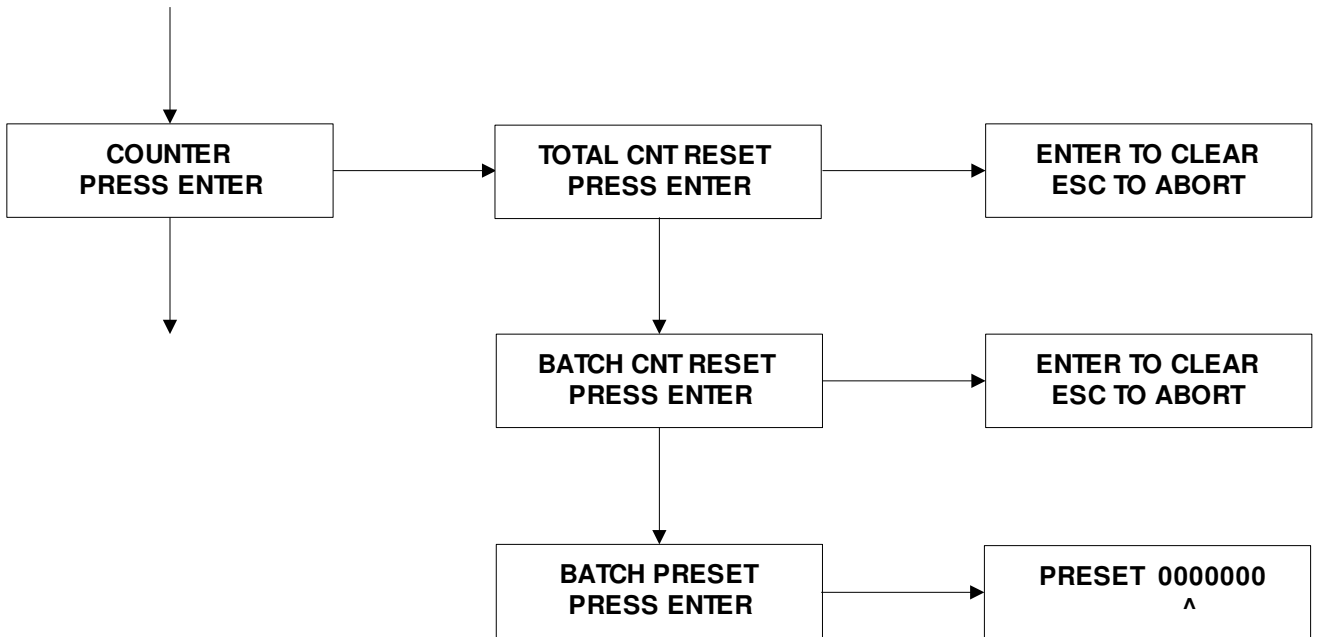 COUNTER
PRESS ENTER
TOTAL CNT RESET
PRESS ENTER
ENTER TO CLEAR
ESC TO ABORT
BATCH CNT RESET
PRESS ENTER
ENTER TO CLEAR
ESC TO ABORT
BATCH PRESET
PRESS ENTER
PRESET 0000000
^